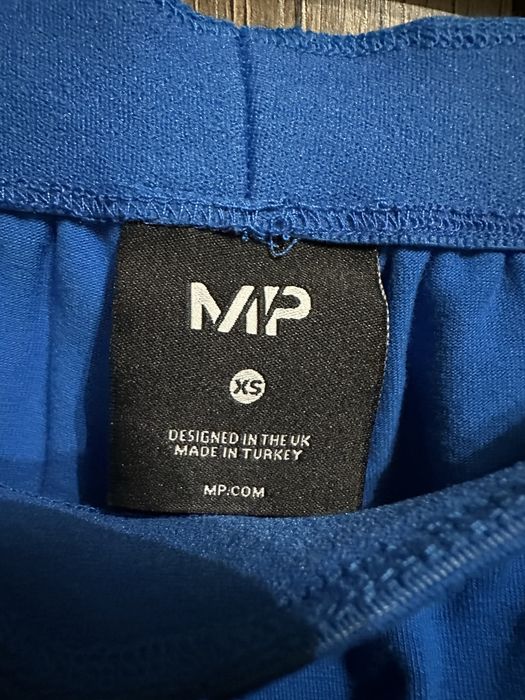 MP
XS
DESIGNED IN THE UK
MADE IN TURKEY
MP.COM